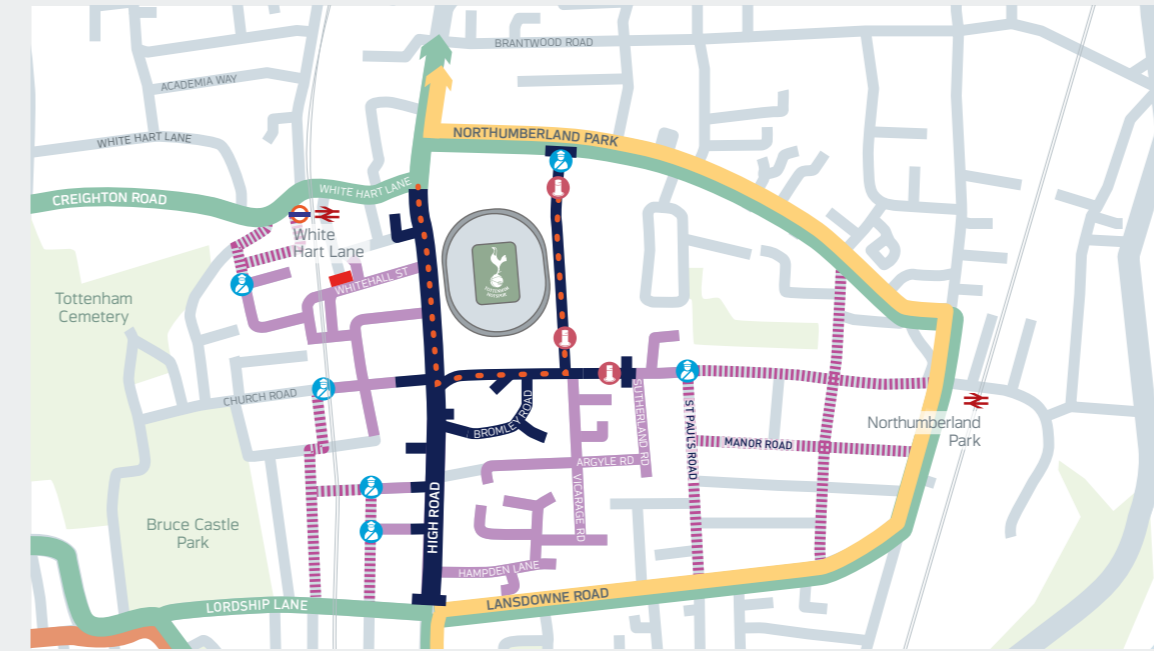 BRANTWOOD ROAD
ACADEMIA WAY
NORTHUMBERLAND PARK
WHITE HART LANE
WHITE HART LANE
CREIGHTON ROAD
White
Hart Lane
WHITEHALL ST
Tottenham
Cemetery
CHURCH ROAD
BROMLEY ROAD
SUTHERLAND RD
ST PAULS ROAD
Northumberland
Park
MANOR ROAD
ARGYLE RD
VICARAGE RD
HIGH ROAD
Bruce Castle
Park
HAMPDEN LANE
LANSDOWNE ROAD
LORDSHIP LANE